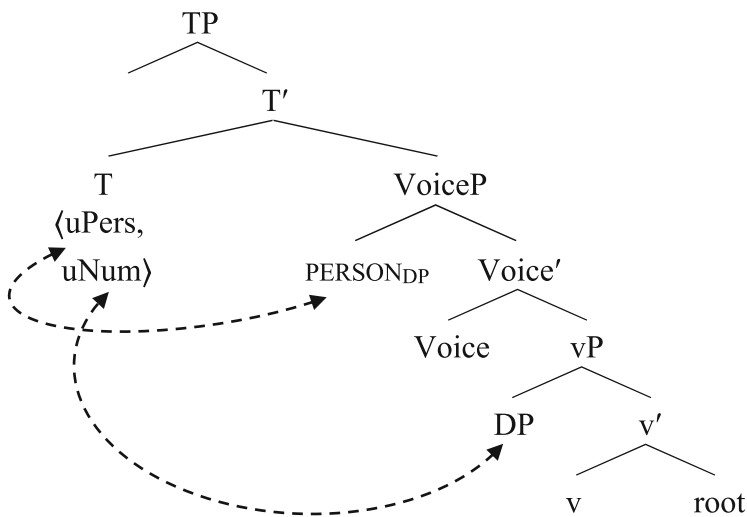 TP
T′
T VoiceP
⟨uPers,
uNum⟩ PERSONDP Voice′
Voice vP
DP v′
v root